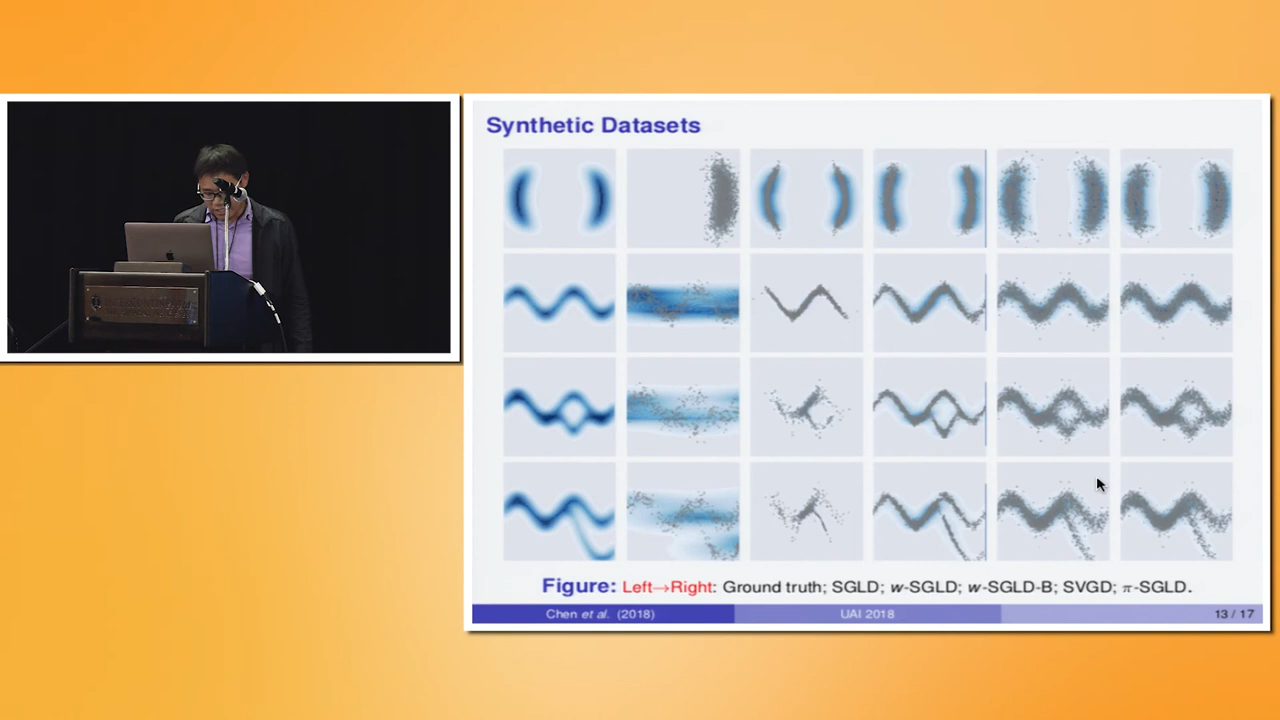 Synthetic Datasets
Figure: Left→Right: Ground truth; SGLD; w-SGLD; w-SGLD-B; SVGD; π-SGLD.
Chen et al. (2018) UAI 2018 13 / 17